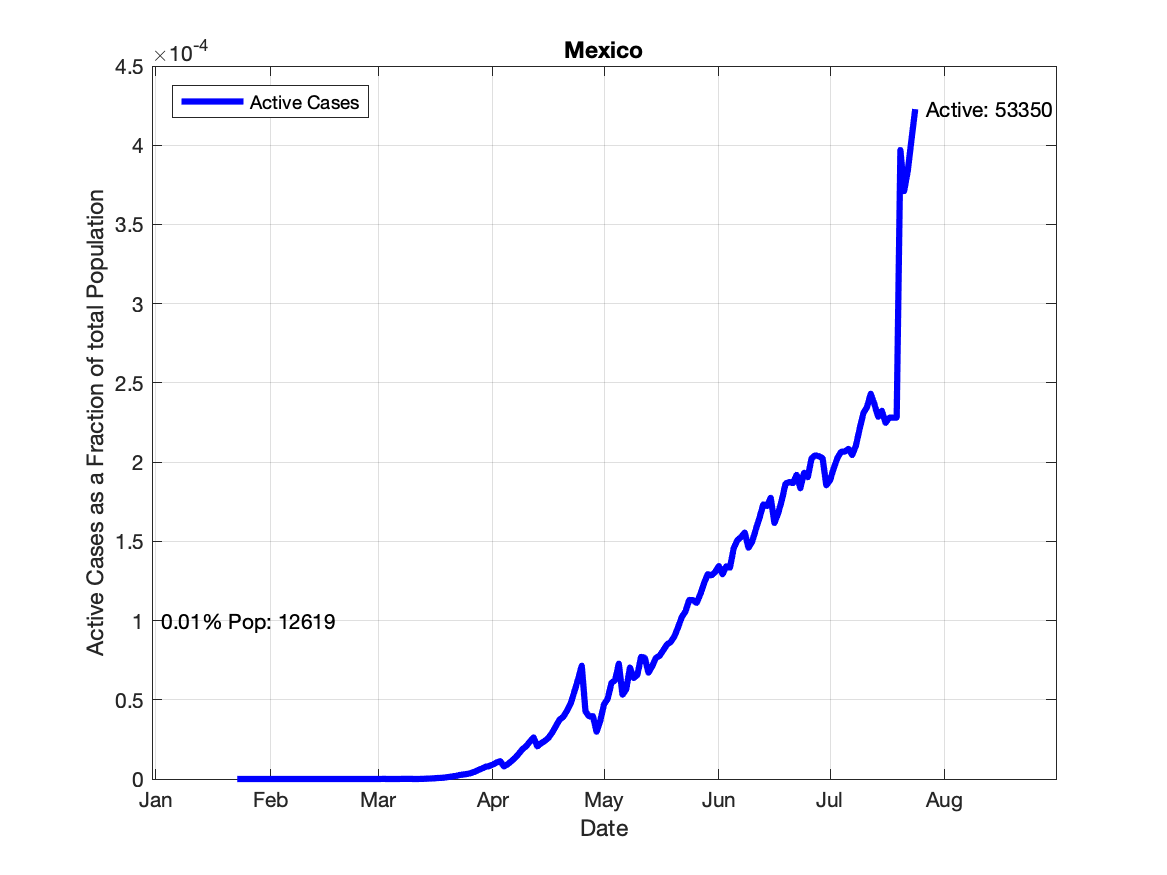 Mexico
×10-4
4.5
4
3.5
3
2.5
2
1.5
1
0.5
0
Active Cases
Active: 53350
0.01% Pop: 12619
Active Cases as a Fraction of total Population
Jan Feb Mar Apr May Jun Jul Aug
Date